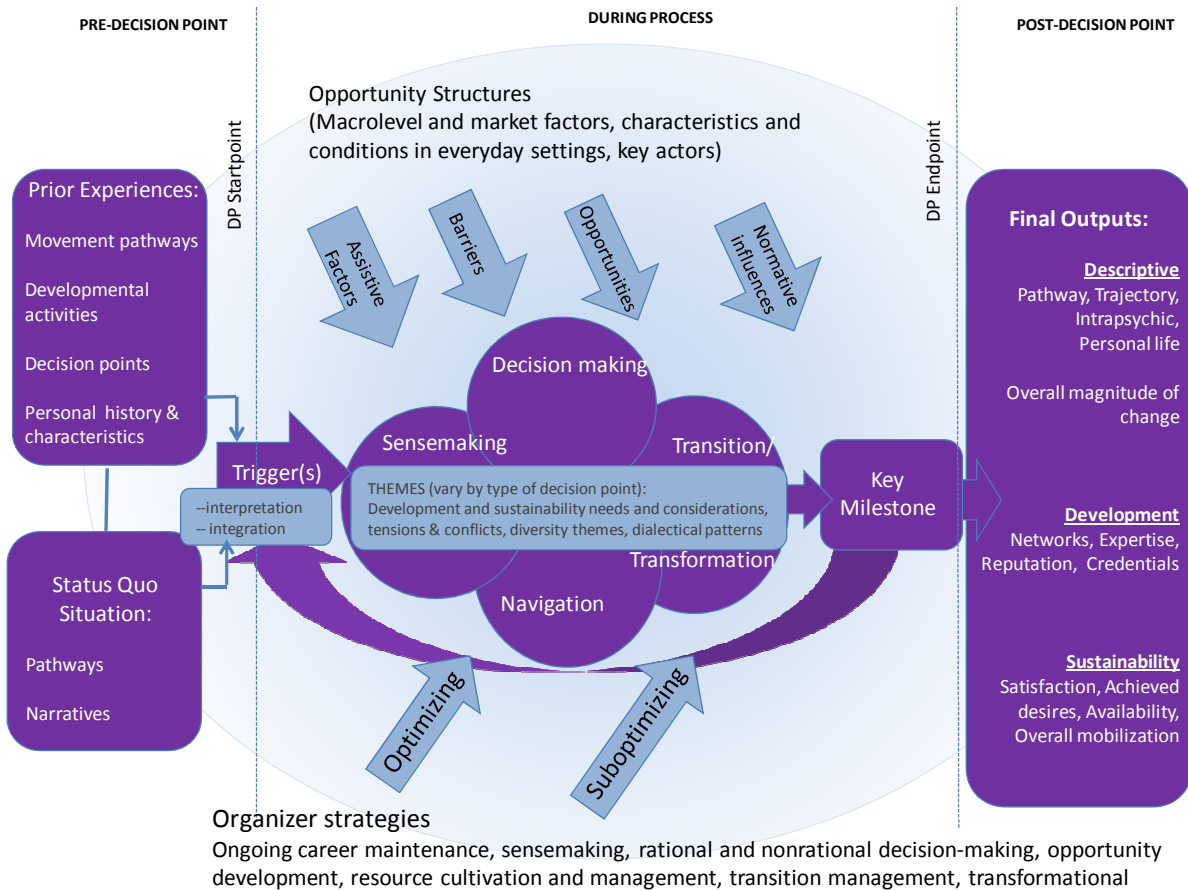 PRE-DECISION POINT
DURING PROCESS
POST-DECISION POINT
Opportunity Structures
(Macrolevel and market factors, characteristics and
conditions in everyday settings, key actors)
DP Startpoint
DP Endpoint
Prior Experiences:
Movement pathways
Developmental
activities
Decision points
Personal history &
characteristics
Assistive
Factors
Barriers
Opportunities
Normative
influences
Final Outputs:
Descriptive
Pathway, Trajectory,
Intrapsychic,
Personal life
Overall magnitude of
change
Development
Networks, Expertise,
Reputation, Credentials
Sustainability
Satisfaction, Achieved
desires, Availability,
Overall mobilization
Decision making
Sensemaking
Transition/
Transformation
Navigation
Trigger(s)
--interpretation
-- integration
THEMES (vary by type of decision point):
Development and sustainability needs and considerations,
tensions & conflicts, diversity themes, dialectical patterns
Key
Milestone
Status Quo
Situation:
Pathways
Narratives
Optimizing
Suboptimizing
Organizer strategies
Ongoing career maintenance, sensemaking, rational and nonrational decision-making, opportunity
development, resource cultivation and management, transition management, transformational